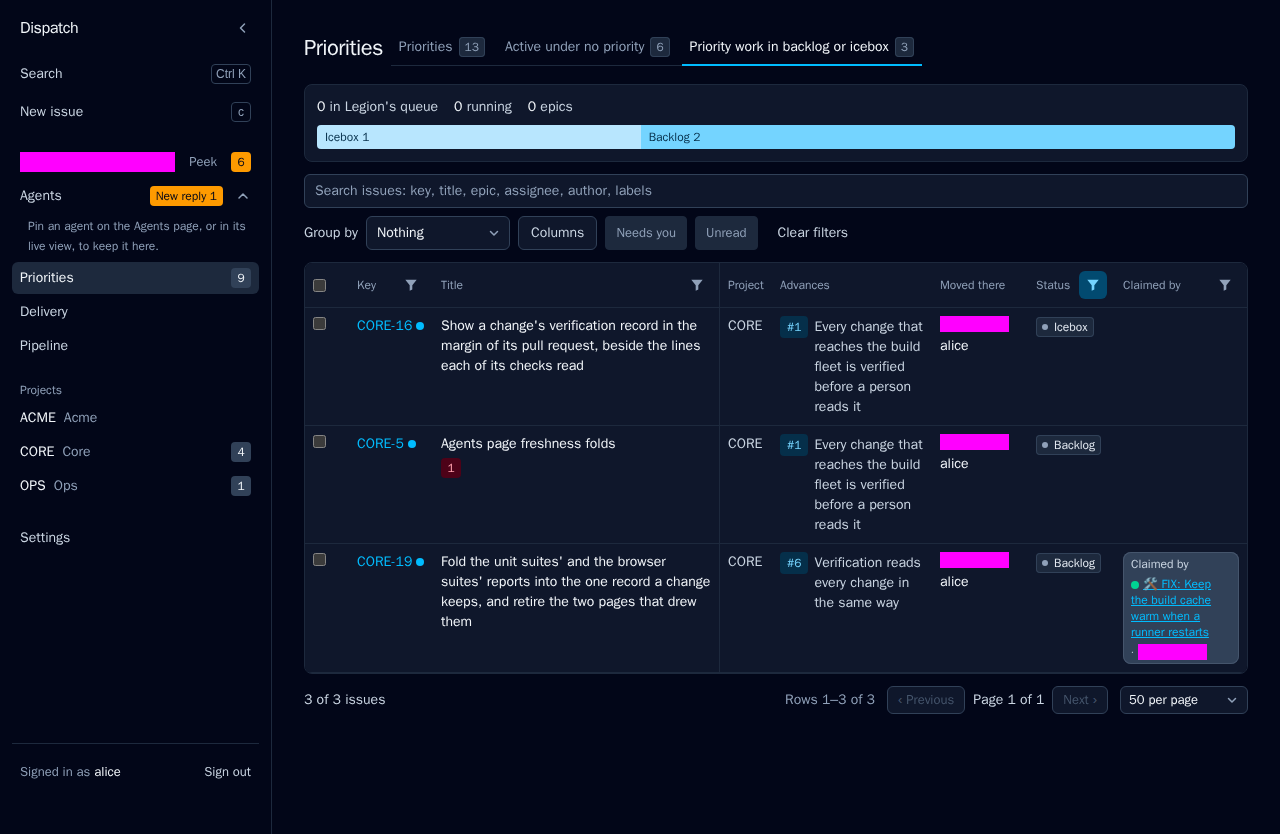 Dispatch
Search Ctrl K
New issue c
Peek 6
Agents New reply 1
Pin an agent on the Agents page, or in its
live view, to keep it here.
Priorities 9
Delivery
Pipeline
Projects
ACME Acme
CORE Core 4
OPS Ops 1
Settings
Signed in as alice Sign out
Priorities Priorities 13 Active under no priority 6 Priority work in backlog or icebox 3
0 in Legion's queue 0 running 0 epics
Icebox 1 Backlog 2
Search issues: key, title, epic, assignee, author, labels
Group by Nothing Columns Needs you Unread Clear filters
Key Title Project Advances Moved there Status Claimed by
CORE-16 Show a change's verification record in the
margin of its pull request, beside the lines
each of its checks read
CORE #1 Every change that
reaches the build
fleet is verified
before a person
reads it
alice
Icebox
CORE-5 Agents page freshness folds
1
CORE #1 Every change that
reaches the build
fleet is verified
before a person
reads it
alice
Backlog
CORE-19 Fold the unit suites' and the browser
suites' reports into the one record a change
keeps, and retire the two pages that drew
them
CORE #6 Verification reads
every change in
the same way
alice
Backlog
Claimed by
🛠️ FIX: Keep
the build cache
warm when a
runner restarts
·
3 of 3 issues Rows 1–3 of 3 ‹ Previous Page 1 of 1 Next › 50 per page